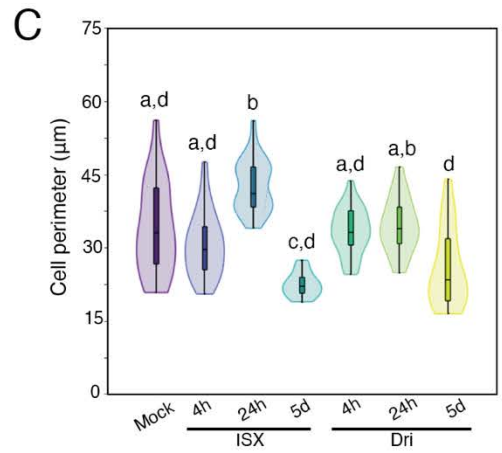 C
75
60
45
30
15
0
Cell perimeter (µm)
a,d
a,d
b
c,d
a,d
a,b
d
Mock 4h 24h 5d 4h 24h 5d
ISX Dri